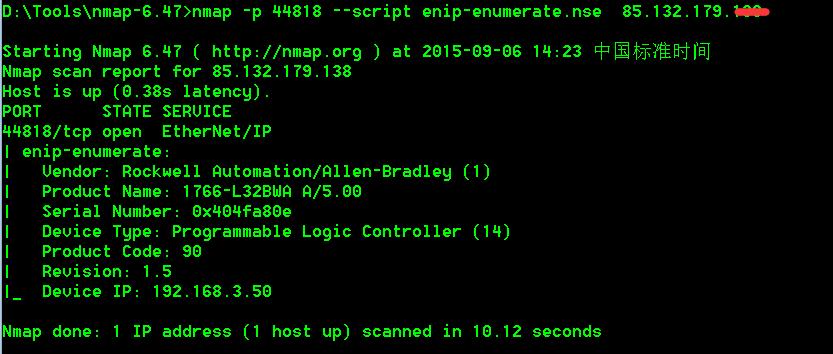 D:\Tools\nmap-6.47>nmap -p 44818 --script enip-enumerate.nse  85.132.179.
Starting Nmap 6.47 ( http://nmap.org ) at 2015-09-06 14:23 中国标准时间
Nmap scan report for 85.132.179.138
Host is up (0.38s latency).
PORT      STATE SERVICE
44818/tcp open  EtherNet/IP
| enip-enumerate:
|   Vendor: Rockwell Automation/Allen-Bradley (1)
|   Product Name: 1766-L32BWA A/5.00
|   Serial Number: 0x404fa80e
|   Device Type: Programmable Logic Controller (14)
|   Product Code: 90
|   Revision: 1.5
|_  Device IP: 192.168.3.50
Nmap done: 1 IP address (1 host up) scanned in 10.12 seconds